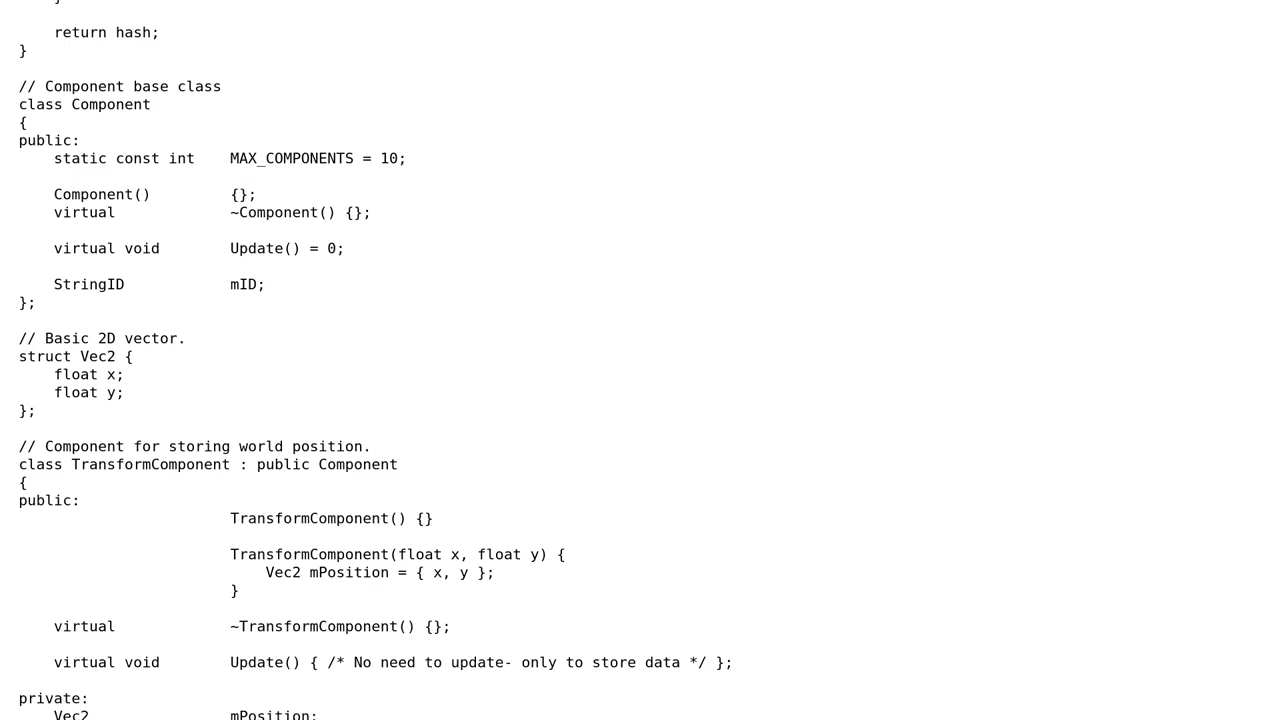 }

    return hash;
}

// Component base class
class Component
{
public:
    static const int    MAX_COMPONENTS = 10;

    Component()         {};
    virtual             ~Component() {};

    virtual void        Update() = 0;

    StringID            mID;
};

// Basic 2D vector.
struct Vec2 {
    float x;
    float y;
};

// Component for storing world position.
class TransformComponent : public Component
{
public:
                        TransformComponent() {}

                        TransformComponent(float x, float y) {
                            Vec2 mPosition = { x, y };
                        }

    virtual             ~TransformComponent() {};

    virtual void        Update() { /* No need to update- only to store data */ };

private:
    Vec2                mPosition;